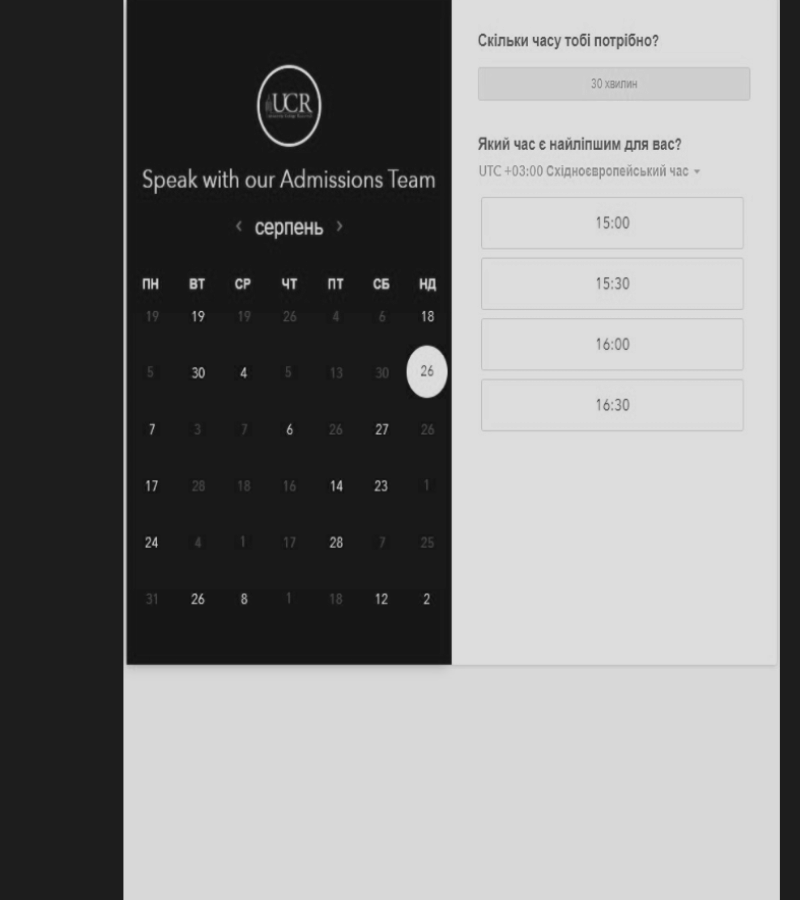 UCR
Speak with our Admissions Team
серпень
ПН ВТ СР ЧТ ПТ СБ НД
19 19 19 26 4 6 18
5 30 4 5 13 30 26
7 3 7 6 26 27 26
17 28 18 16 14 23 1
24 4 1 17 28 7 25
31 26 8 1 18 12 2
Скільки часу тобі потрібно?
30 хвилин
Який час є найліпшим для вас?
UTC +03:00 Східноєвропейський час
15:00
15:30
16:00
16:30